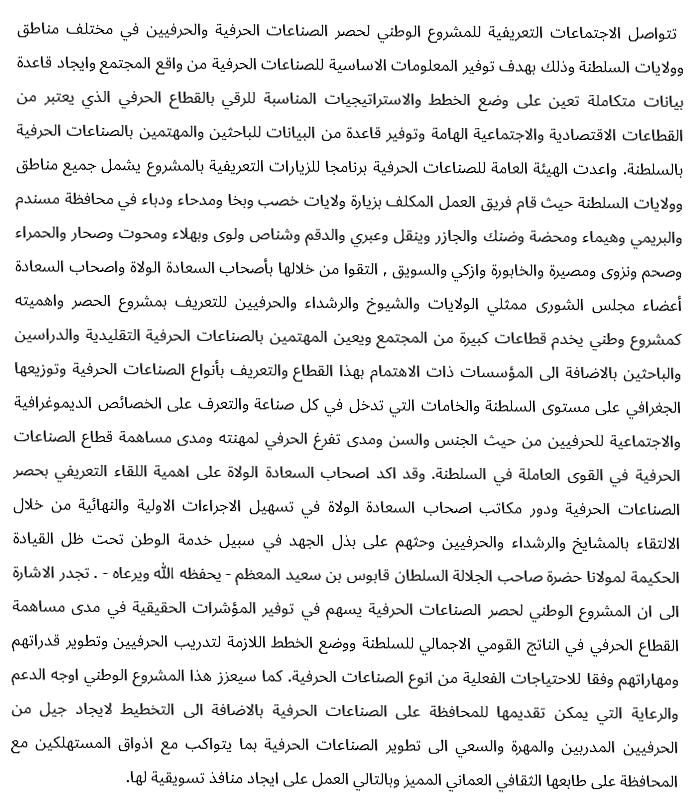 تتواصل الاجتماعات التعريفية للمشروع الوطني لحصر الصناعات الحرفية والحرفيين في مختلف مناطق
وولايات السلطنة وذلك بهدف توفير المعلومات الاساسية للصناعات الحرفية من واقع المجتمع وايجاد قاعدة
بيانات متكاملة تعين على وضع الخطط والاستراتيجيات المناسبة للرقي بالقطاع الحرفي الذي يعتبر من
القطاعات الاقتصادية والاجتماعية الهامة وتوفير قاعدة من البيانات للباحثين والمهتمين بالصناعات الحرفية
بالسلطنة. واعدت الهيئة العامة للصناعات الحرفية برنامجا للزيارات التعريفية بالمشروع يشمل جميع مناطق
وولايات السلطنة حيث قام فريق العمل المكلف بزيارة ولايات خصب وبخا ومدحاء ودباء في محافظة مسندم
والبريمي وهيماء ومحضة وضنك والجازر وينقل وعبري والدقم وشناص ولوى وبهلاء ومحوت وصحار والحمراء
وصحم ونزوى ومصيرة والخابورة وازكي والسويق , التقوا من خلالها بأصحاب السعادة الولاة واصحاب السعادة
أعضاء مجلس الشورى ممثلي الولايات والشيوخ والرشداء والحرفيين للتعريف بمشروع الحصر واهميته
كمشروع وطني يخدم قطاعات كبيرة من المجتمع ويعين المهتمين بالصناعات الحرفية التقليدية والدراسين
والباحثين بالاضافة الى المؤسسات ذات الاهتمام بهذا القطاع والتعريف بأنواع الصناعات الحرفية وتوزيعها
الجغرافي على مستوى السلطنة والخامات التي تدخل في كل صناعة والتعرف على الخصائص الديموغرافية
والاجتماعية للحرفيين من حيث الجنس والسن ومدى تفرغ الحرفي لمهنته ومدى مساهمة قطاع الصناعات
الحرفية في القوى العاملة في السلطنة. وقد اكد اصحاب السعادة الولاة على اهمية اللقاء التعريفي بحصر
الصناعات الحرفية ودور مكاتب اصحاب السعادة الولاة في تسهيل الاجراءات الاولية والنهائية من خلال
الالتقاء بالمشايخ والرشداء والحرفيين وحثهم على بذل الجهد في سبيل خدمة الوطن تحت ظل القيادة
الحكيمة لمولانا حضرة صاحب الجلالة السلطان قابوس بن سعيد المعظم - يحفظه الله ويرعاه - . تجدر الاشارة
الى ان المشروع الوطني لحصر الصناعات الحرفية يسهم في توفير المؤشرات الحقيقية في مدى مساهمة
القطاع الحرفي في الناتج القومي الاجمالي للسلطنة ووضع الخطط اللازمة لتدريب الحرفيين وتطوير قدراتهم
ومهاراتهم وفقا للاحتياجات الفعلية من انوع الصناعات الحرفية. كما سيعزز هذا المشروع الوطني اوجه الدعم
والرعاية التي يمكن تقديمها للمحافظة على الصناعات الحرفية بالاضافة الى التخطيط لايجاد جيل من
الحرفيين المدربين والمهرة والسعي الى تطوير الصناعات الحرفية بما يتواكب مع اذواق المستهلكين مع
المحافظة على طابعها الثقافي العماني المميز وبالتالي العمل على ايجاد منافذ تسويقية لها.